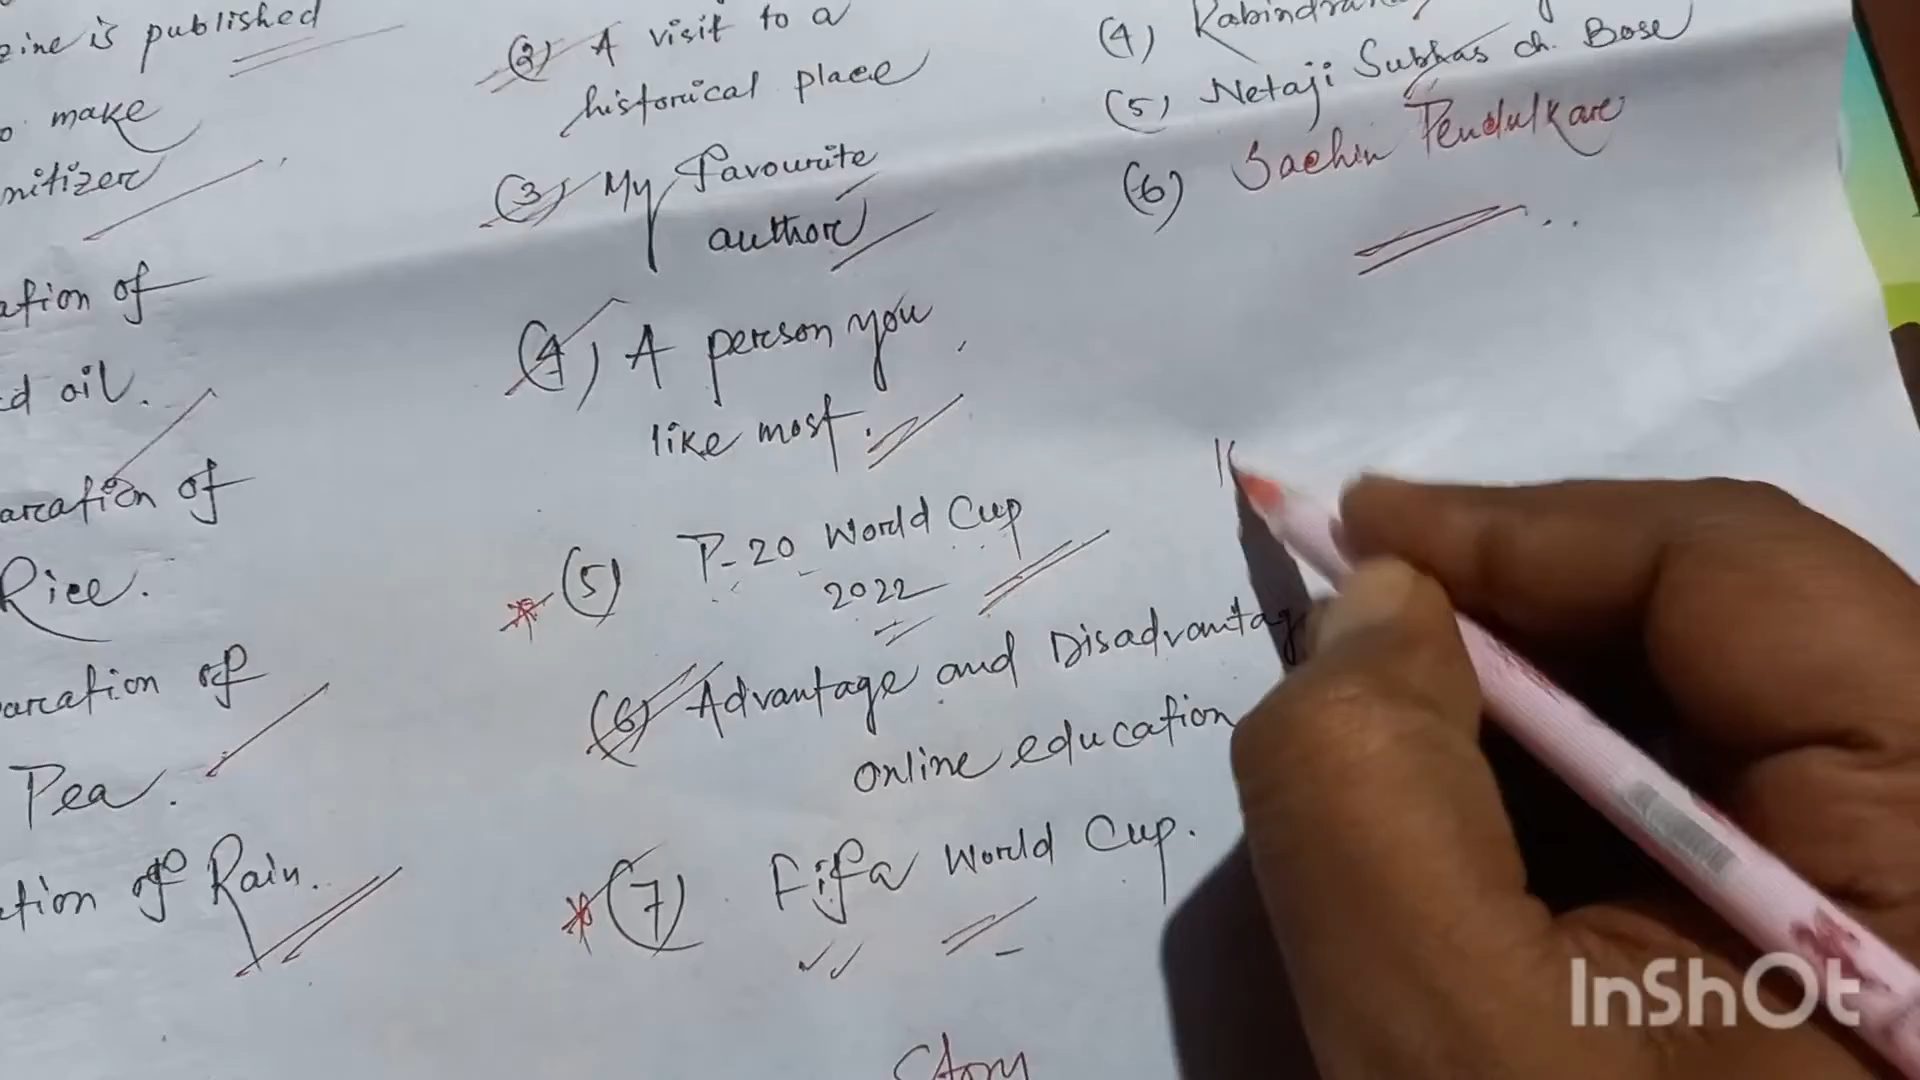 zine is published
make
nitizer
ation of
oil.
aration of
Rice.
aration of
Pea.
tion of Rain.
(2) A visit to a
historical place
(3) My Favourite
author
(4) A person you
like most.
(5) T-20 World Cup
2022
(6) Advantage and Disadvantag
online education
(7) Fifa World Cup.
Story
(4) Rabindra
(5) Netaji Subhas ch. Bose
(6) Sachin Tendulkar
InShOt